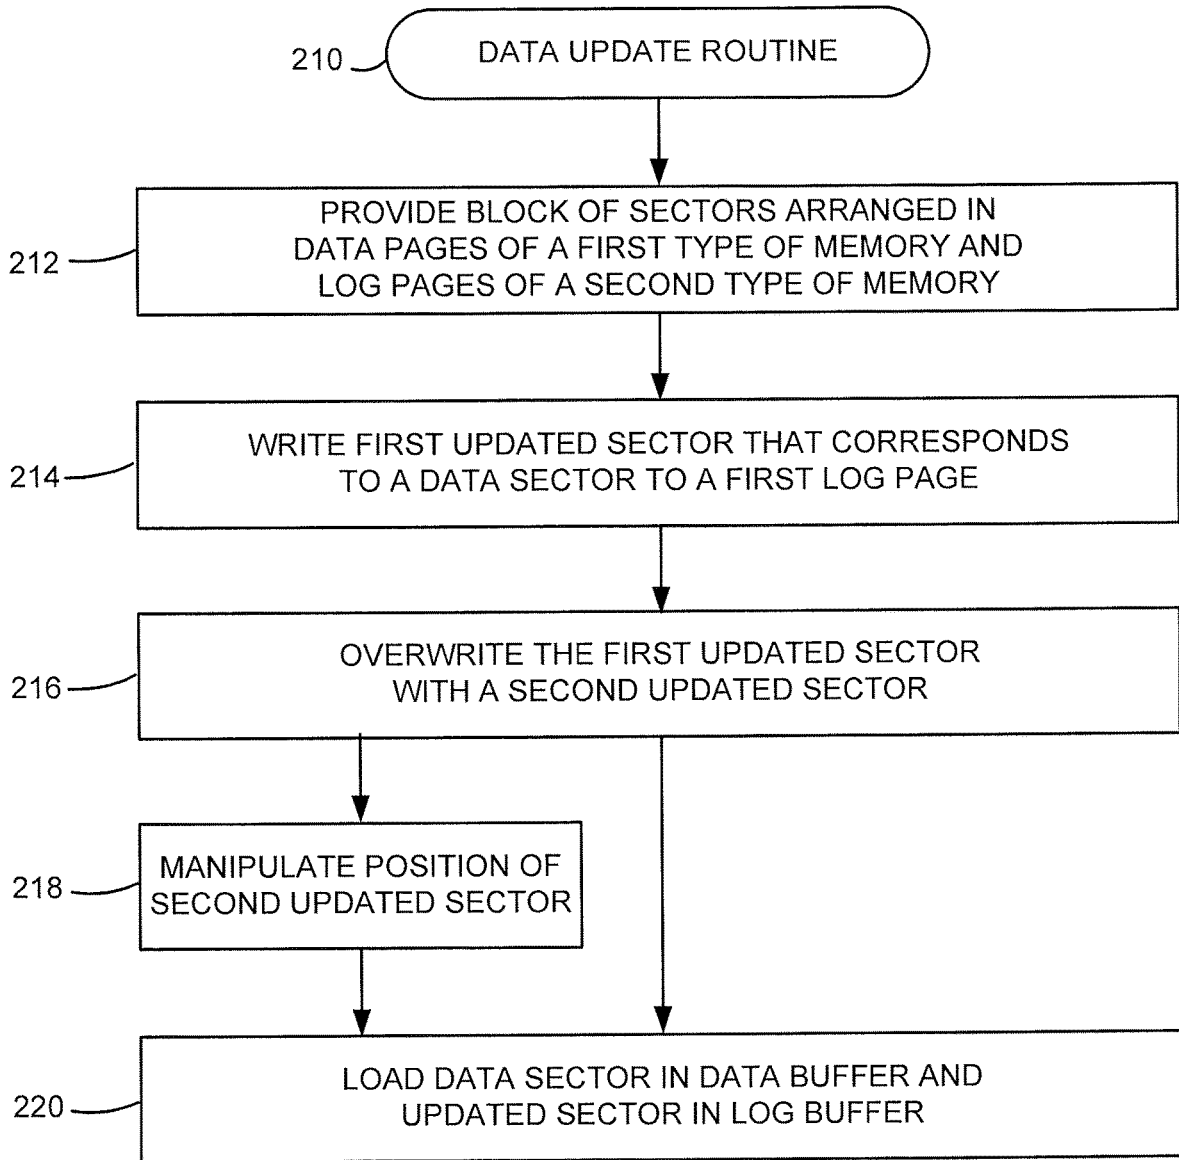 210
DATA UPDATE ROUTINE
212
PROVIDE BLOCK OF SECTORS ARRANGED IN
DATA PAGES OF A FIRST TYPE OF MEMORY AND
LOG PAGES OF A SECOND TYPE OF MEMORY
214
WRITE FIRST UPDATED SECTOR THAT CORRESPONDS
TO A DATA SECTOR TO A FIRST LOG PAGE
216
OVERWRITE THE FIRST UPDATED SECTOR
WITH A SECOND UPDATED SECTOR
218
MANIPULATE POSITION OF
SECOND UPDATED SECTOR
220
LOAD DATA SECTOR IN DATA BUFFER AND
UPDATED SECTOR IN LOG BUFFER